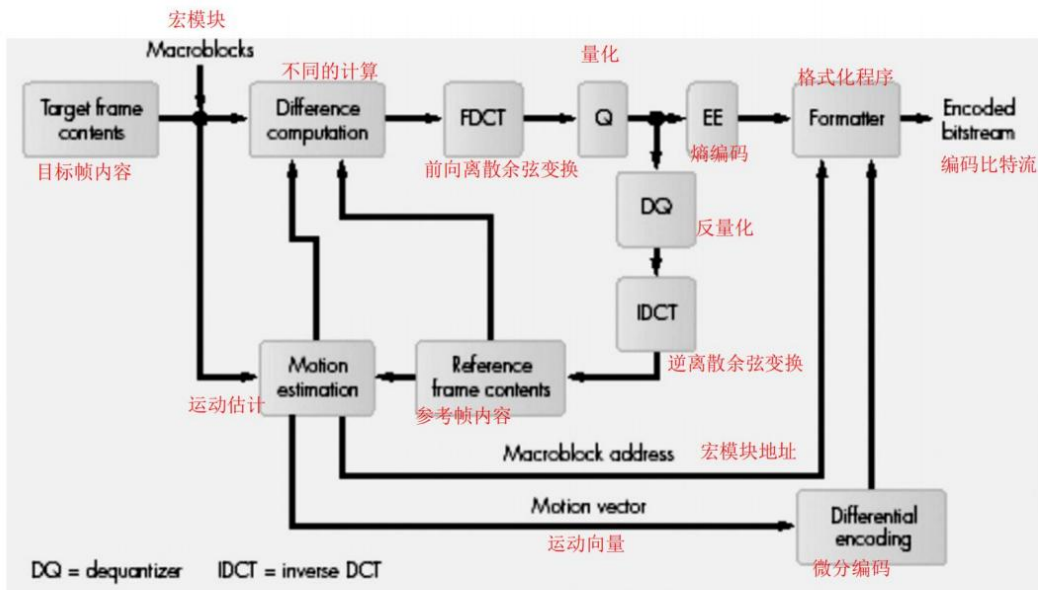 宏模块
Macroblocks
不同的计算
量化
格式化程序
Target frame
contents
Difference
computation
FDCT
Q
EE
Formatter
Encoded
bitstream
目标帧内容
前向离散余弦变换
熵编码
编码比特流
DQ
反量化
IDCT
逆离散余弦变换
Motion
estimation
Reference
frame contents
运动估计
参考帧内容
Macroblock address
宏模块地址
Motion vector
运动向量
Differential
encoding
微分编码
DQ = dequantizer IDCT = inverse DCT